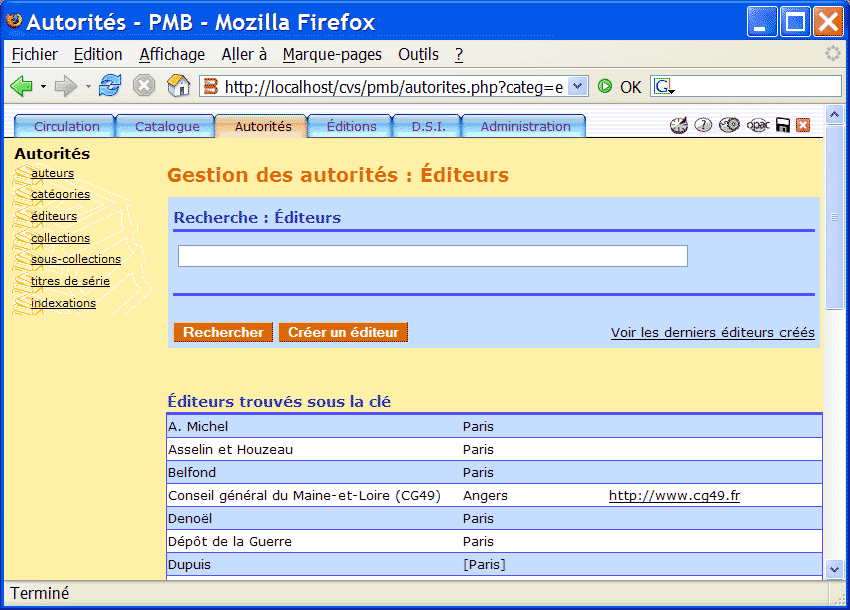 Autorités - PMB - Mozilla Firefox
Fichier Edition Affichage Aller à Marque-pages Outils ?
http://localhost/cvs/pmb/autorites.php?categ=e OK G
Circulation Catalogue Autorités Éditions D.S.I. Administration opac
Autorités
auteurs
catégories
éditeurs
collections
sous-collections
titres de série
indexations
Gestion des autorités : Éditeurs
Recherche : Éditeurs
Rechercher Créer un éditeur Voir les derniers éditeurs créés
Éditeurs trouvés sous la clé
A. Michel Paris
Asselin et Houzeau Paris
Belfond Paris
Conseil général du Maine-et-Loire (CG49) Angers http://www.cg49.fr
Denoël Paris
Dépôt de la Guerre Paris
Dupuis [Paris]
Terminé